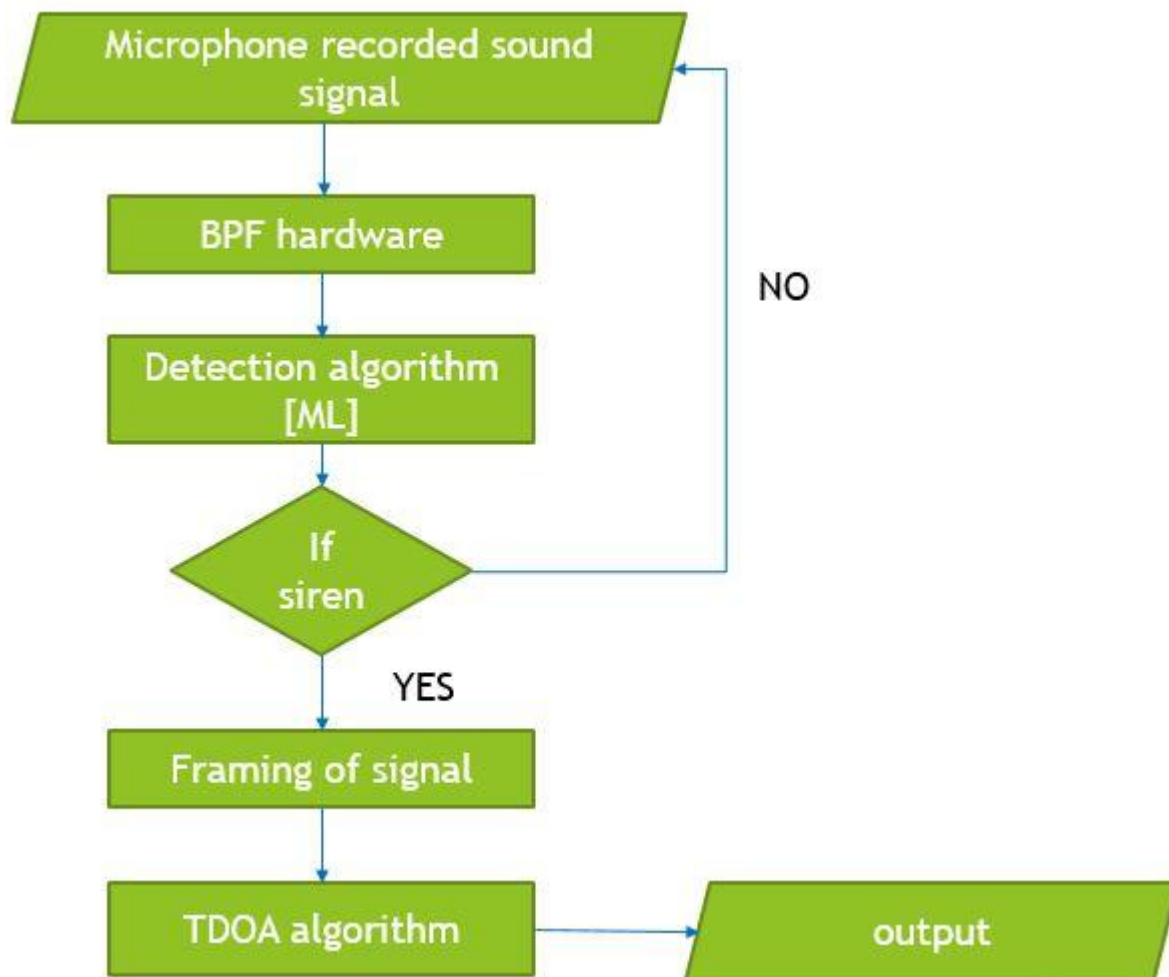 Microphone recorded sound
signal
BPF hardware
NO
Detection algorithm
[ML]
If
siren
YES
Framing of signal
TDOA algorithm
output